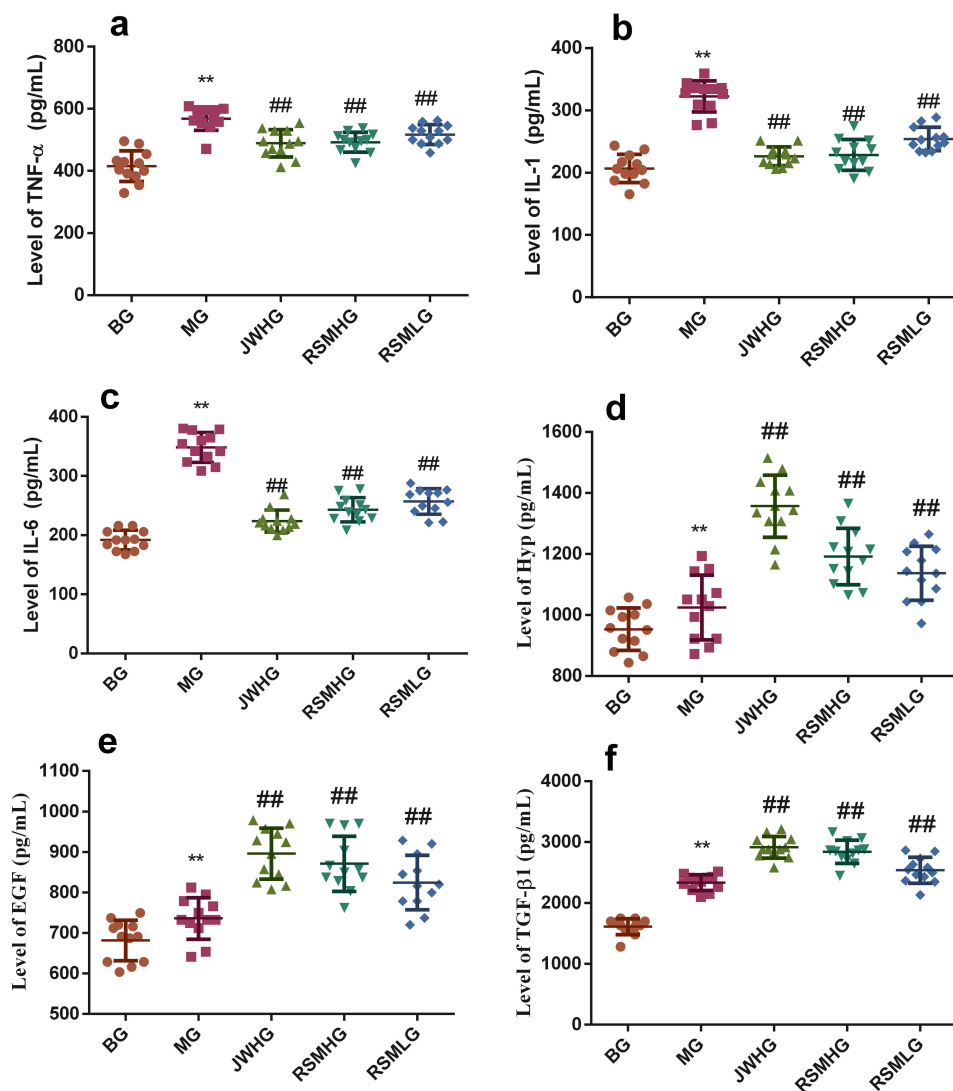 a
Level of TNF-α (pg/mL)
800
600
400
200
0
**
##
##
##
BG
MG
JWHG
RSMHG
RSMLG
b
Level of IL-1 (pg/mL)
400
300
200
100
0
**
##
##
##
BG
MG
JWHG
RSMHG
RSMLG
c
Level of IL-6 (pg/mL)
400
300
200
100
0
**
##
##
##
BG
MG
JWHG
RSMHG
RSMLG
d
Level of Hyp (pg/mL)
1600
1400
1200
1000
800
**
##
##
##
BG
MG
JWHG
RSMHG
RSMLG
e
Level of EGF (pg/mL)
1100
1000
900
800
700
600
500
**
##
##
##
BG
MG
JWHG
RSMHG
RSMLG
f
Level of TGF-β1 (pg/mL)
4000
3000
2000
1000
0
**
##
##
##
BG
MG
JWHG
RSMHG
RSMLG